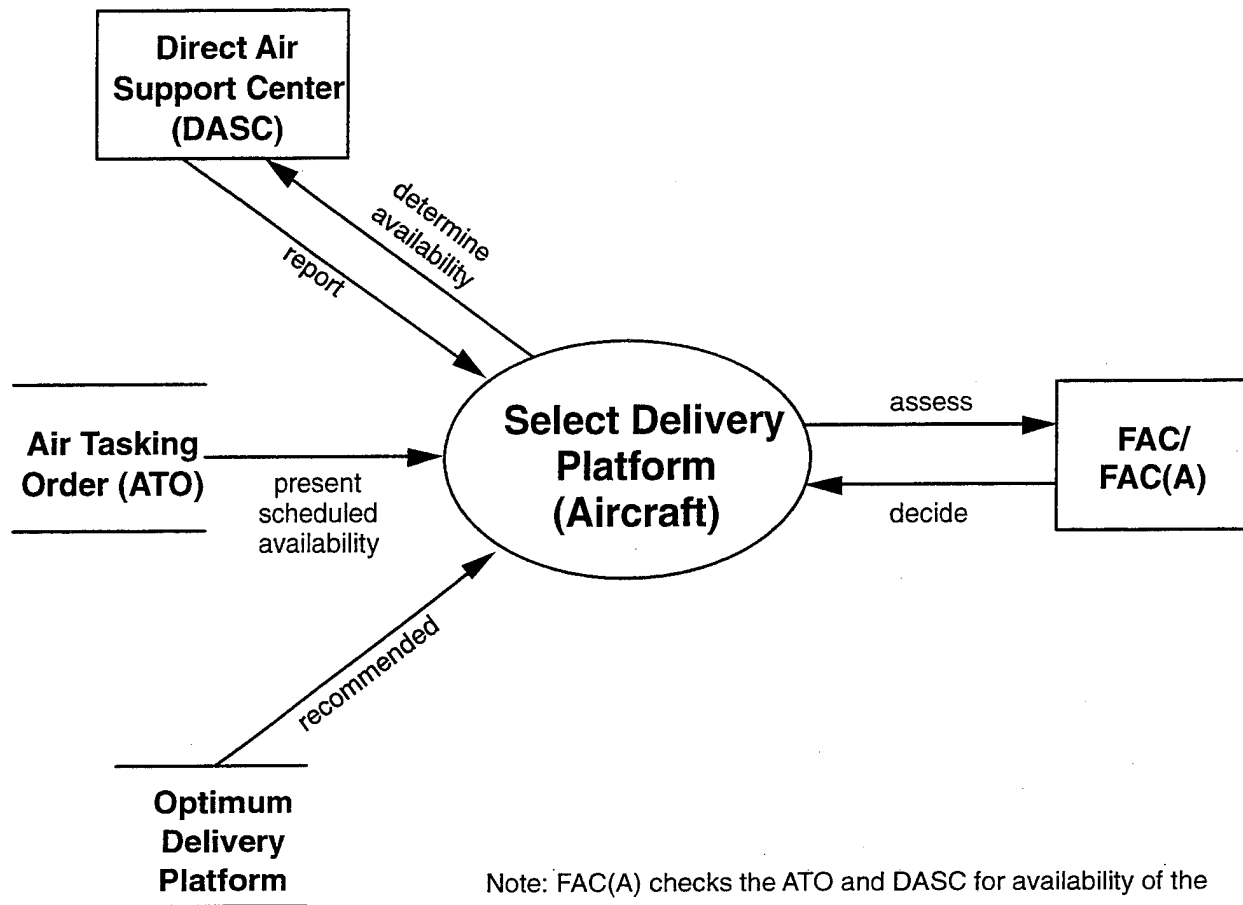 Direct Air
Support Center
(DASC)
determine
availability
report
Air Tasking
Order (ATO)
present
scheduled
availability
Select Delivery
Platform
(Aircraft)
assess
decide
FAC/
FAC(A)
recommended
Optimum
Delivery
Platform
Note: FAC(A) checks the ATO and DASC for availability of the